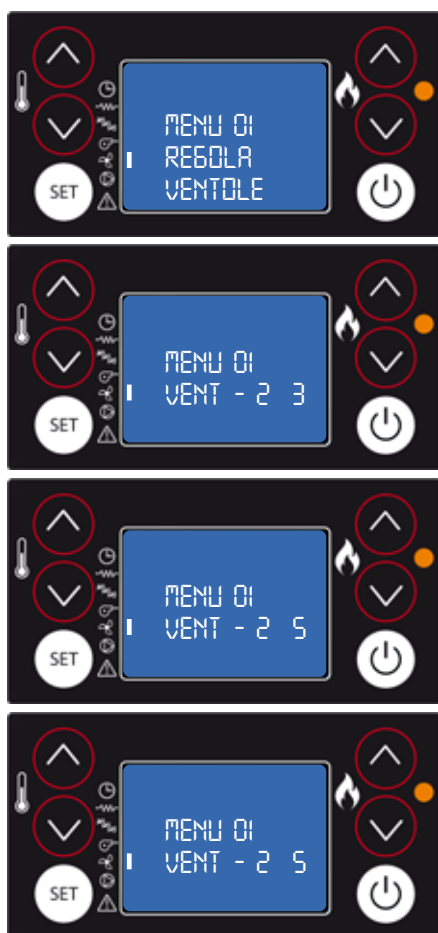 MENU 01
REGOLA
VENTOLE
SET
MENU 01
VENT - 2 3
SET
MENU 01
VENT - 2 5
SET
MENU 01
VENT - 2 5
SET